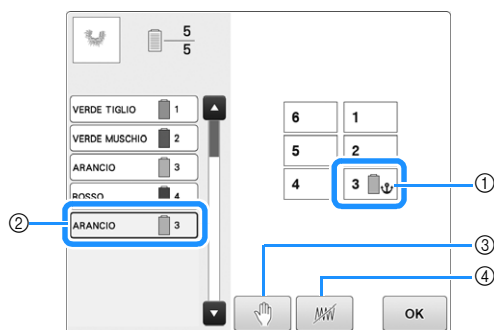 5
5
VERDE TIGLIO 1
VERDE MUSCHIO 2
ARANCIO 3
ROSSO 4
ARANCIO 3
6 1
5 2
4 3
OK
①
②
③
④